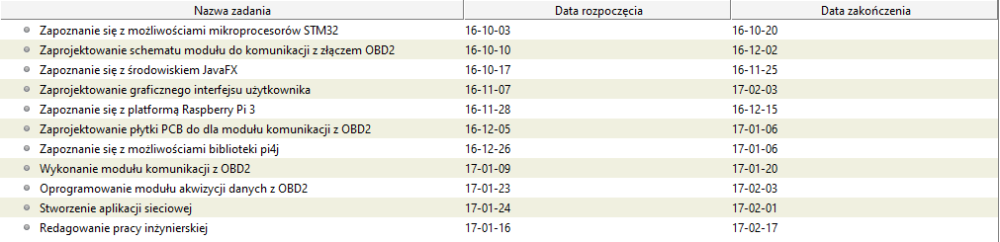 Nazwa zadania Data rozpoczęcia Data zakończenia
Zapoznanie się z możliwościami mikroprocesorów STM32 16-10-03 16-10-20
Zaprojektowanie schematu modułu do komunikacji z złączem OBD2 16-10-10 16-12-02
Zapoznanie się z środowiskiem JavaFX 16-10-17 16-11-25
Zaprojektowanie graficznego interfejsu użytkownika 16-11-07 17-02-03
Zapoznanie się z platformą Raspberry Pi 3 16-11-28 16-12-15
Zaprojektowanie płytki PCB do dla modułu komunikacji z OBD2 16-12-05 17-01-06
Zapoznanie się z możliwościami biblioteki pi4j 16-12-26 17-01-06
Wykonanie modułu komunikacji z OBD2 17-01-09 17-01-20
Oprogramowanie modułu akwizycji danych z OBD2 17-01-23 17-02-03
Stworzenie aplikacji sieciowej 17-01-24 17-02-01
Redagowanie pracy inżynierskiej 17-01-16 17-02-17